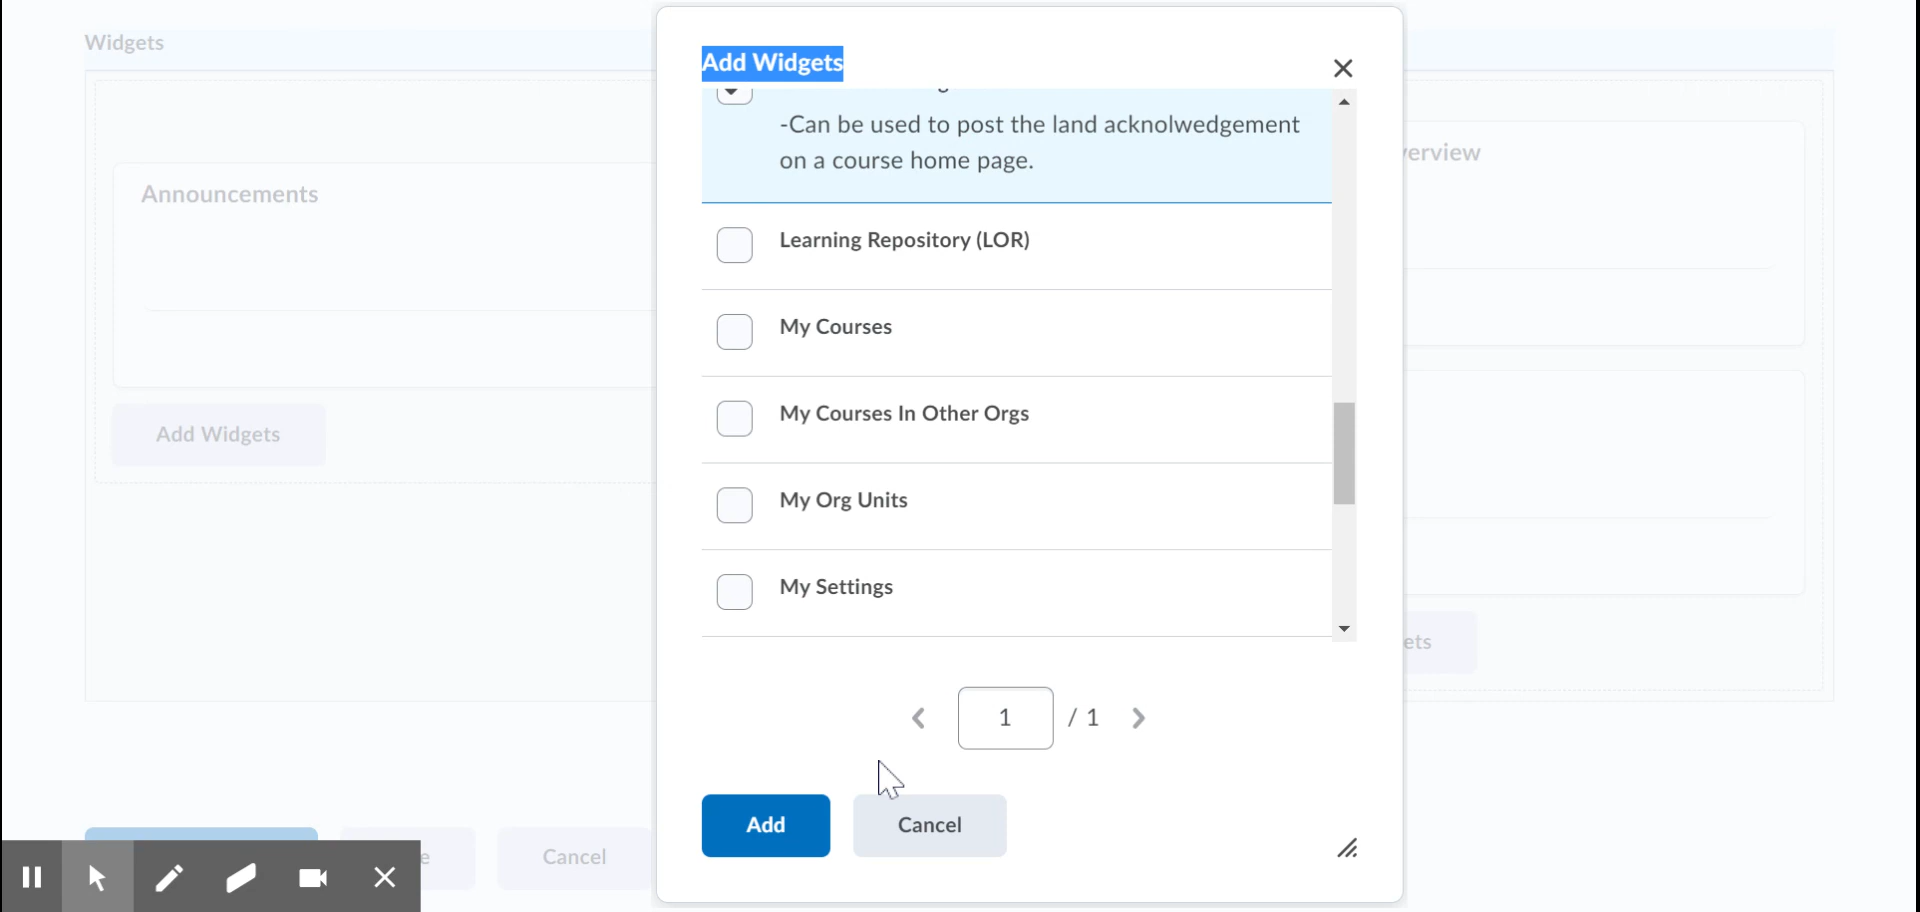 Widgets
Announcements
Add Widgets
Cancel
Add Widgets
-Can be used to post the land acknolwedgement
on a course home page.
Learning Repository (LOR)
My Courses
My Courses In Other Orgs
My Org Units
My Settings
1 / 1
Add
Cancel
verview
ets
e